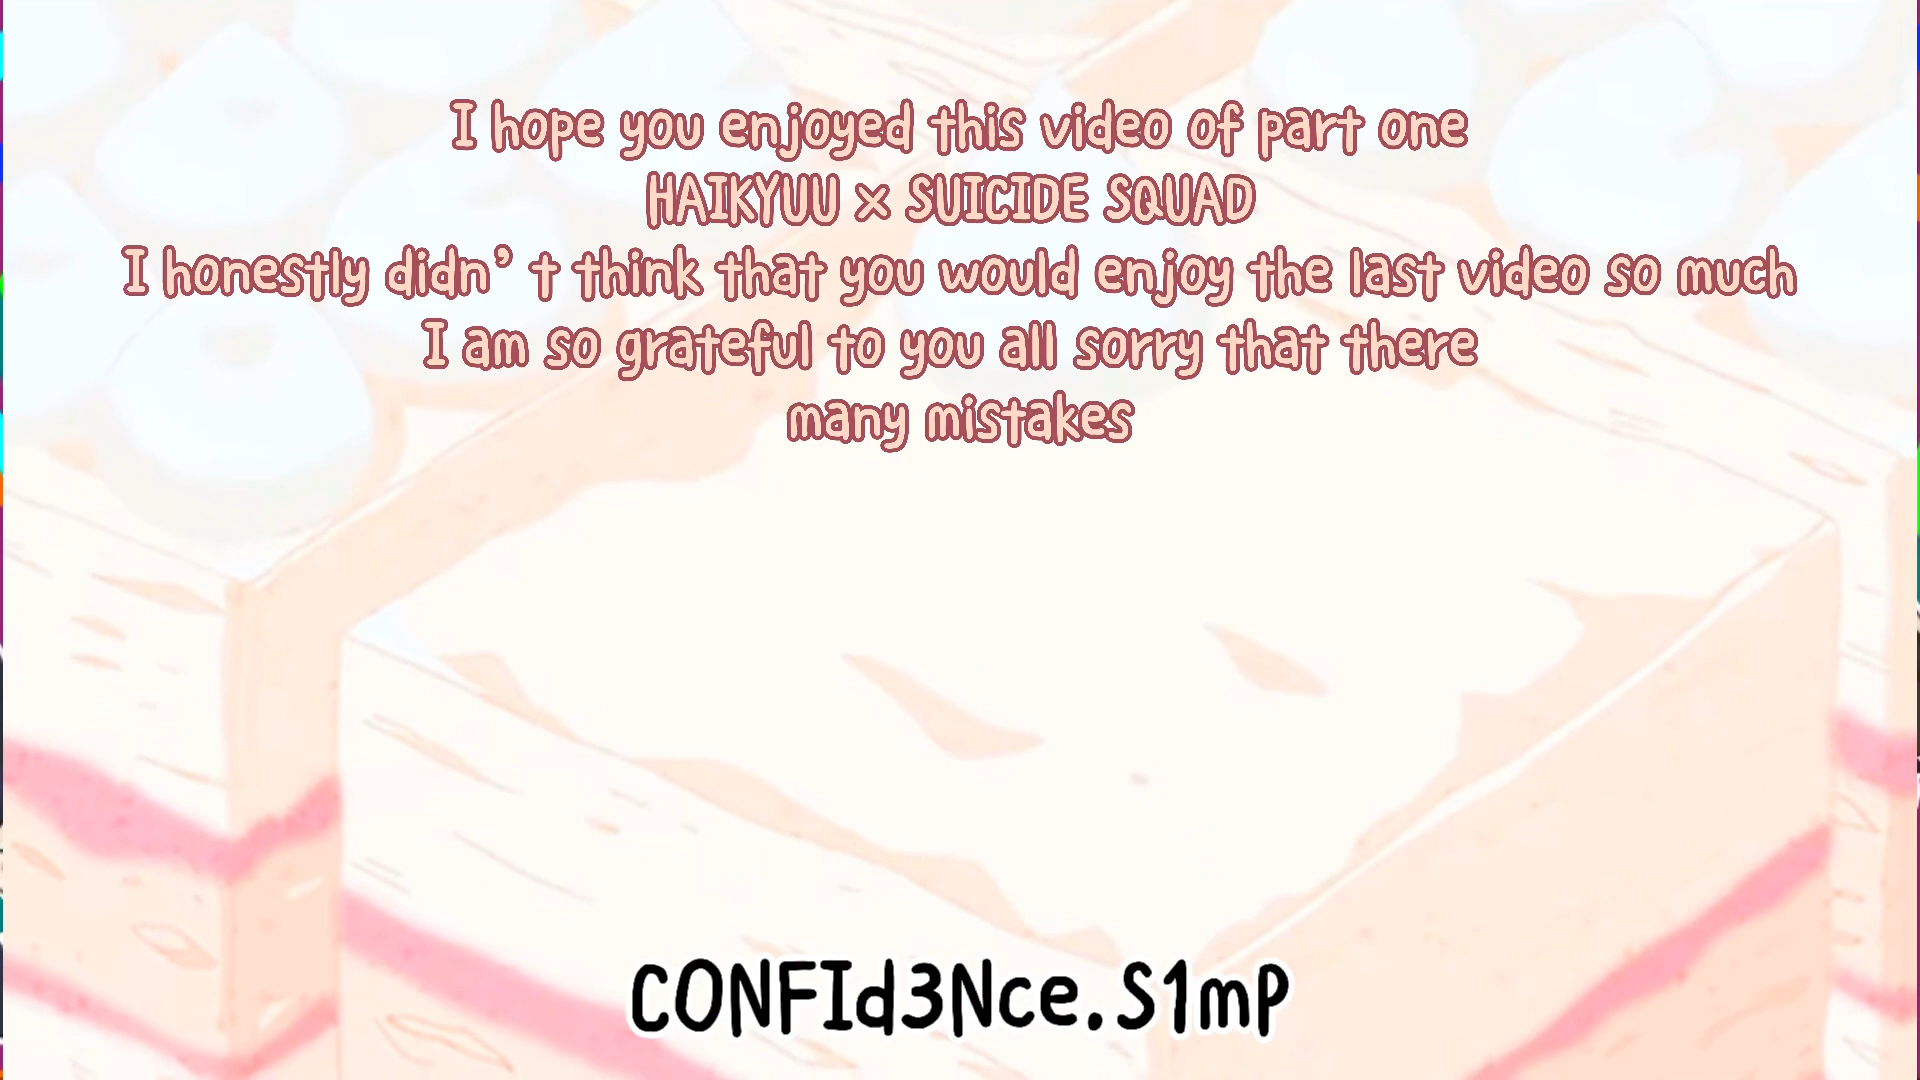 I hope you enjoyed this video of part one
HAIKYUU × SUICIDE SQUAD
I honestly didn’t think that you would enjoy the last video so much
I am so grateful to you all sorry that there
many mistakes
CONFId3Nce.S1mP